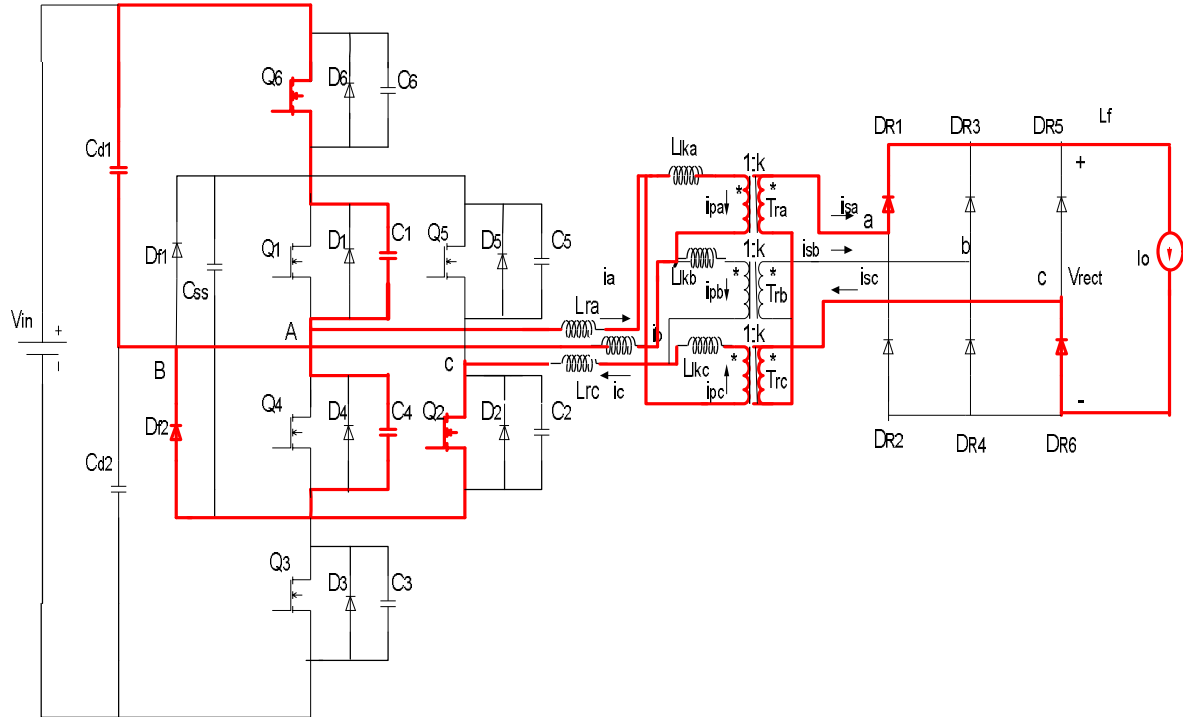 Q6
D6
C6
Cd1
Df1
Css
Q1
D1
C1
Q5
D5
C5
Vin
+
−
A
B
c
Q4
D4
C4
Q2
D2
C2
Df2
Cd2
Q3
D3
C3
Lra
ia
Lrc
ic
Llka
1:k
ipa
*
*
Tra
isa
a
Llkb
1:k
ipb
*
*
Trb
isb
b
Llkc
1:k
ipc
*
*
Trc
isc
c
DR1
DR3
DR5
Lf
+
Vrect
-
Io
DR2
DR4
DR6